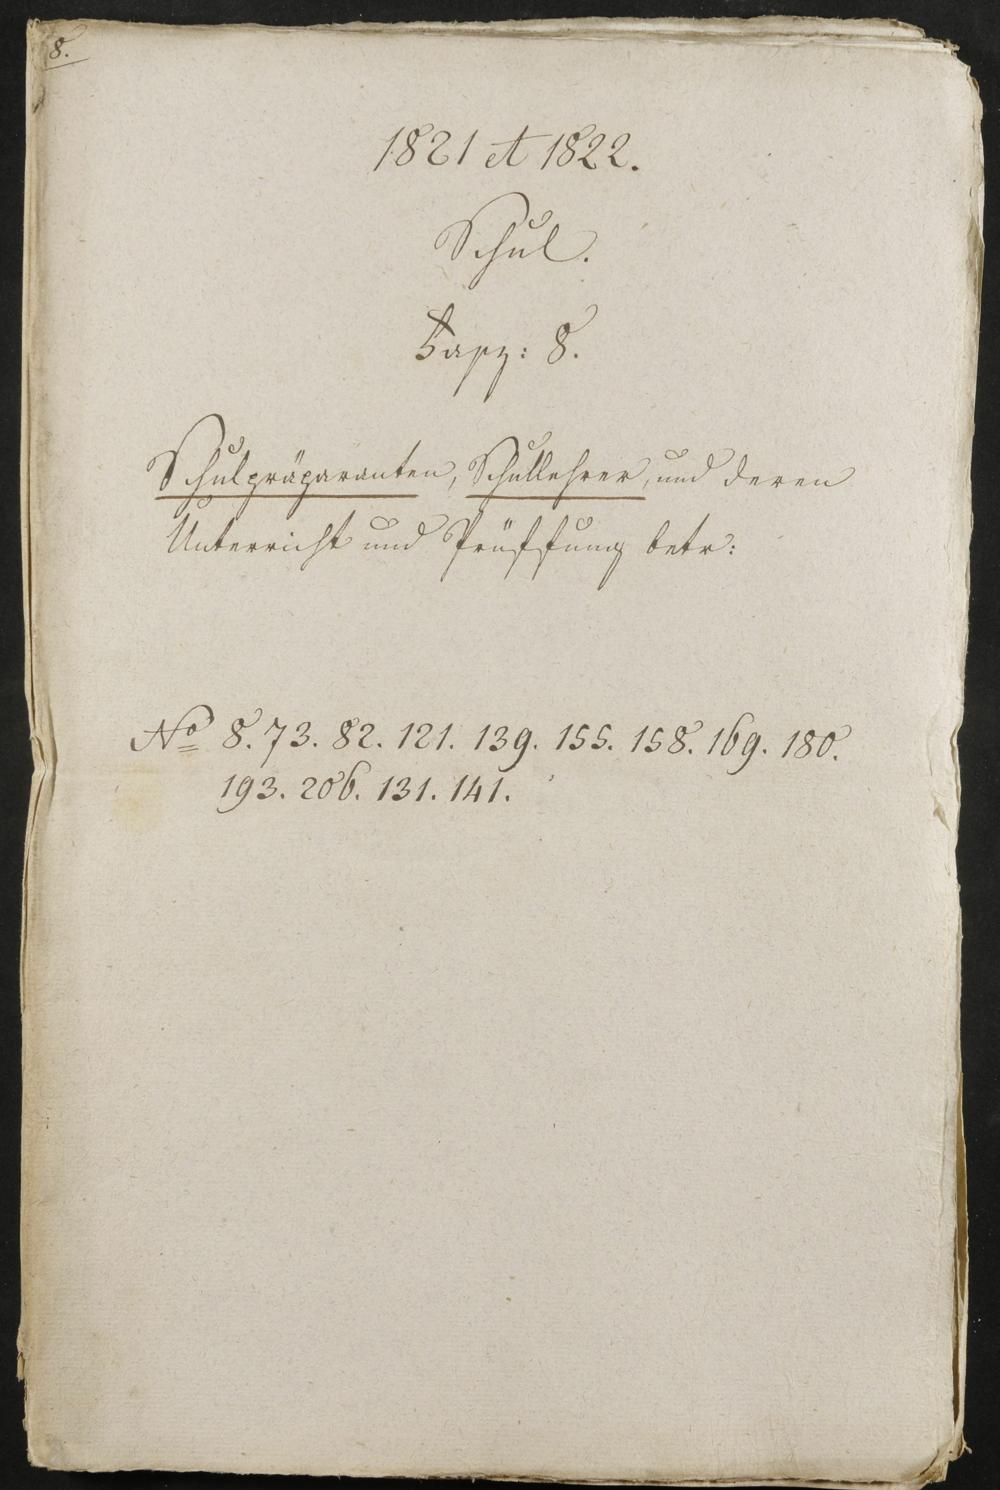 8.
1821 et 1822.
Schul.
Fasz: 8.
Schulpräparanten, Schullehrer, und deren
Unterricht und Prüffung betr:
No 8. 73. 82. 121. 139. 155. 158. 169. 180.
193. 206. 131. 141.